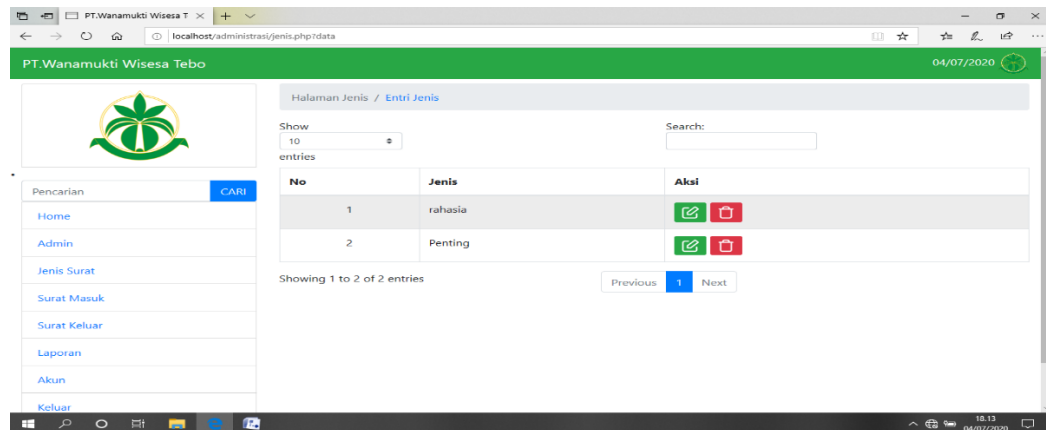 PT.Wanamukti Wisesa T
localhost/administrasi/jenis.php?data
PT.Wanamukti Wisesa Tebo
04/07/2020
Halaman Jenis / Entri Jenis
Show
10
entries
Search:
Pencarian
CARI
Home
Admin
Jenis Surat
Surat Masuk
Surat Keluar
Laporan
Akun
Keluar
No Jenis Aksi
1 rahasia
2 Penting
Showing 1 to 2 of 2 entries
Previous 1 Next
18.13
04/07/2020